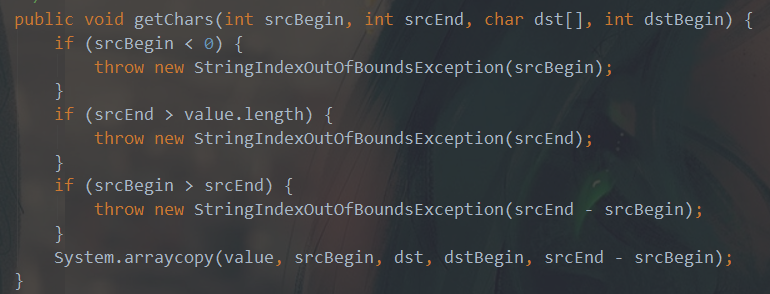 public void getChars(int srcBegin, int srcEnd, char dst[], int dstBegin) {
    if (srcBegin < 0) {
        throw new StringIndexOutOfBoundsException(srcBegin);
    }
    if (srcEnd > value.length) {
        throw new StringIndexOutOfBoundsException(srcEnd);
    }
    if (srcBegin > srcEnd) {
        throw new StringIndexOutOfBoundsException(srcEnd - srcBegin);
    }
    System.arraycopy(value, srcBegin, dst, dstBegin, srcEnd - srcBegin);
}